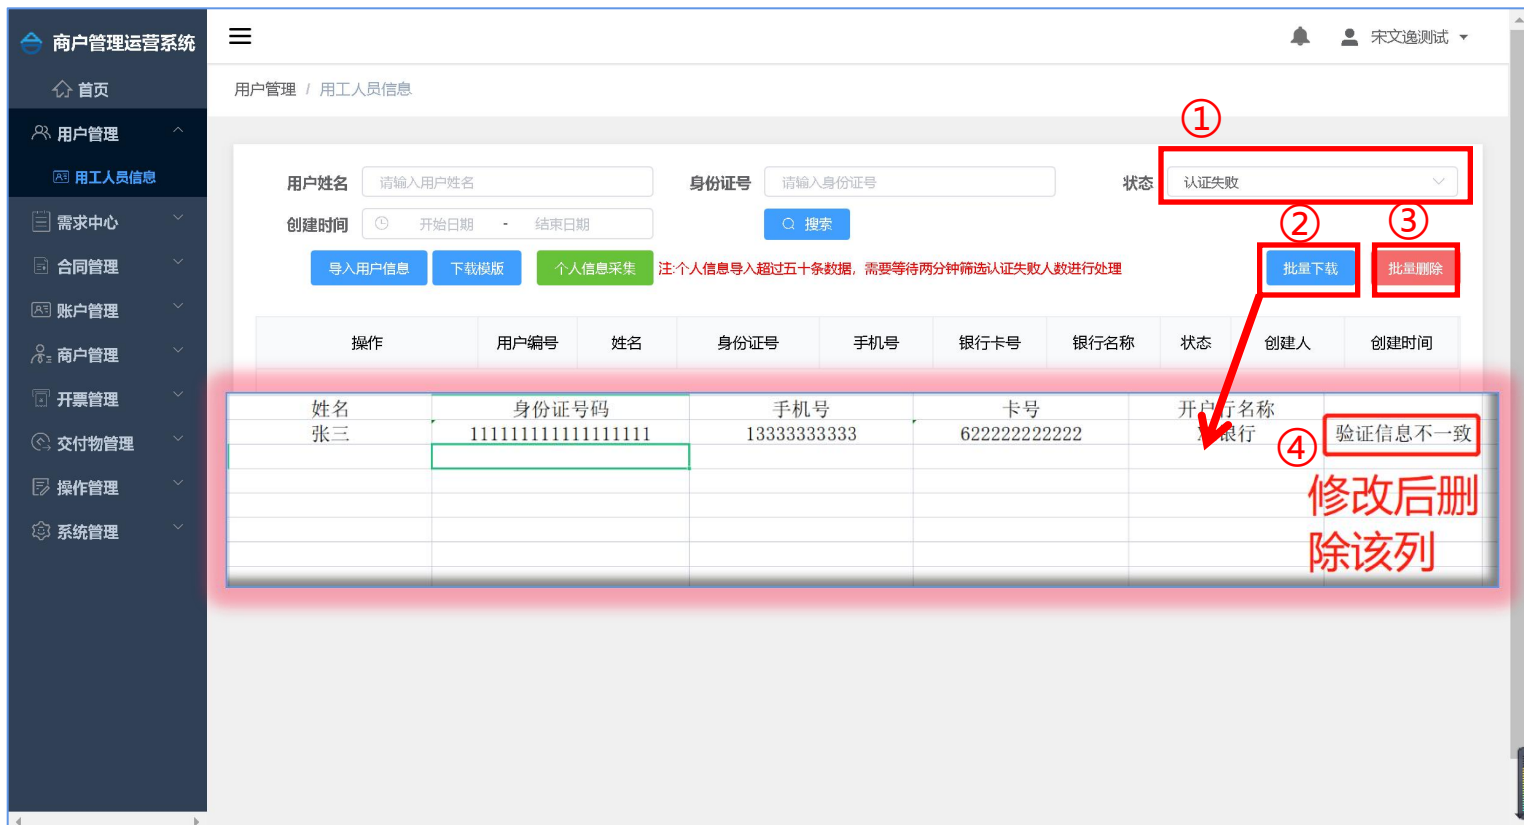 商户管理运营系统
宋文逸测试
首页
用户管理
用工人员信息
需求中心
合同管理
账户管理
商户管理
开票管理
交付物管理
操作管理
系统管理
用户管理 / 用工人员信息
①
用户姓名 请输入用户姓名 身份证号 请输入身份证号 状态 认证失败
创建时间 开始日期 - 结束日期 搜索
② ③
导入用户信息 下载模版 个人信息采集 注:个人信息导入超过五十条数据，需要等待两分钟筛选认证失败人数进行处理 批量下载 批量删除
操作 用户编号 姓名 身份证号 手机号 银行卡号 银行名称 状态 创建人 创建时间
姓名 身份证号码 手机号 卡号 开户行名称
张三 111111111111111111 13333333333 622222222222 银行 ④ 验证信息不一致
修改后删
除该列